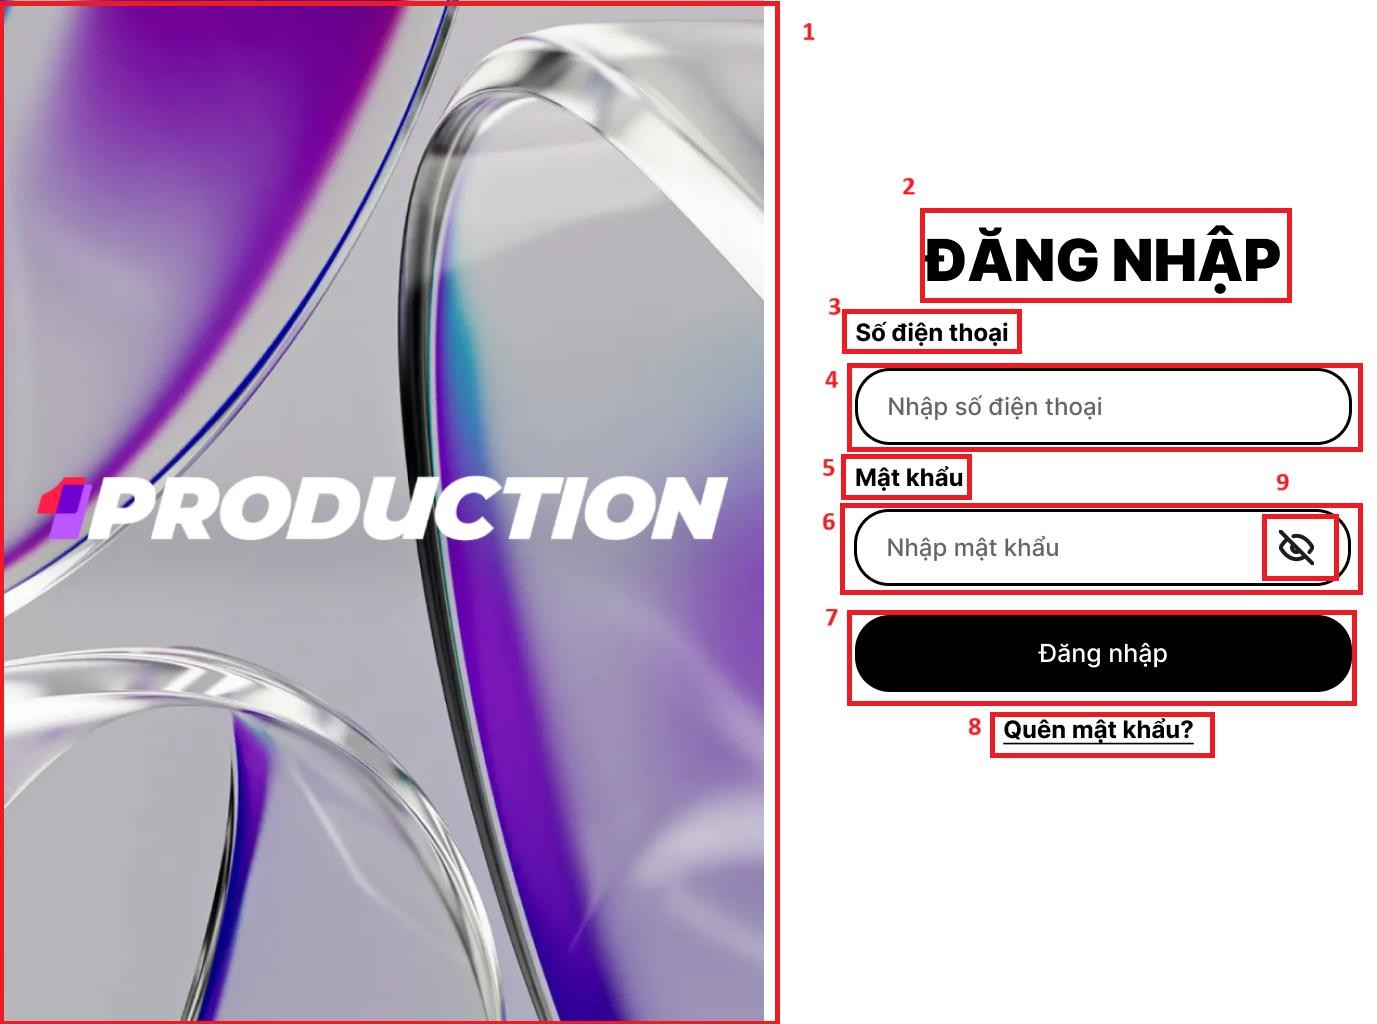 1
2
ĐĂNG NHẬP
3
Số điện thoại
4
Nhập số điện thoại
5
Mật khẩu
9
6
Nhập mật khẩu
1PRODUCTION
7
Đăng nhập
8
Quên mật khẩu?